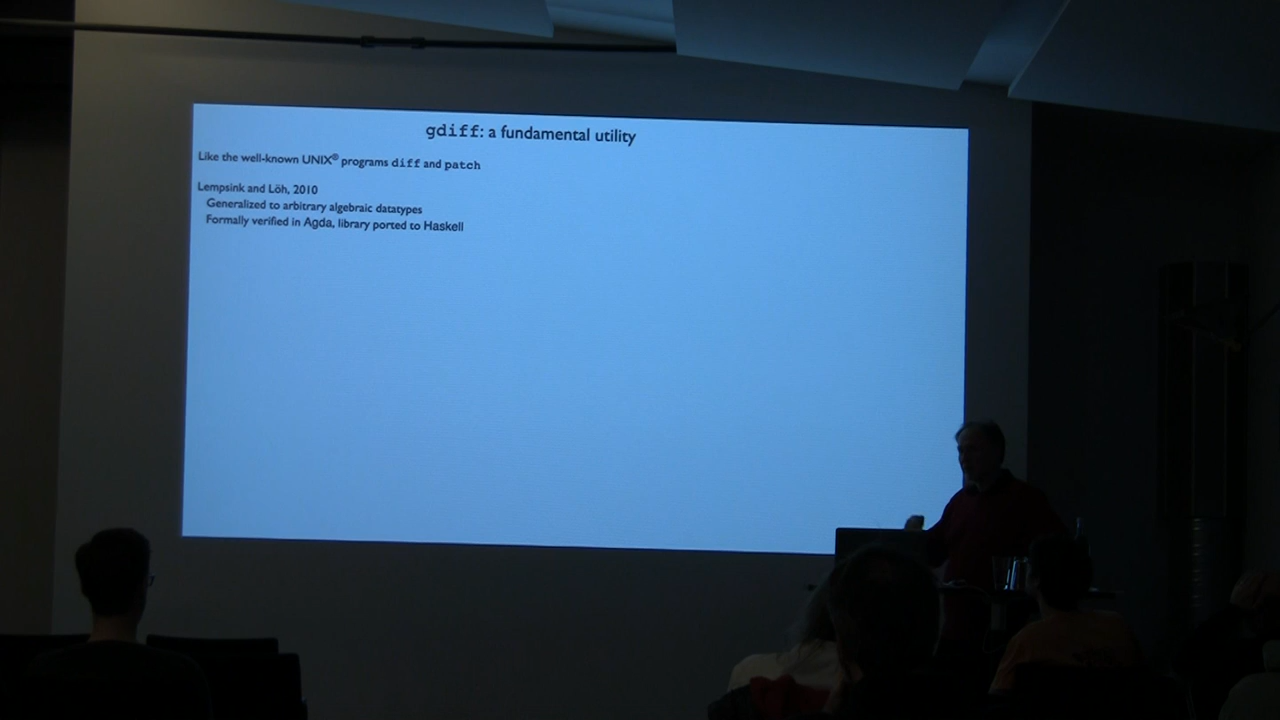 gdiff: a fundamental utility
Like the well-known UNIX® programs diff and patch
Lempsink and Löh, 2010
Generalized to arbitrary algebraic datatypes
Formally verified in Agda, library ported to Haskell